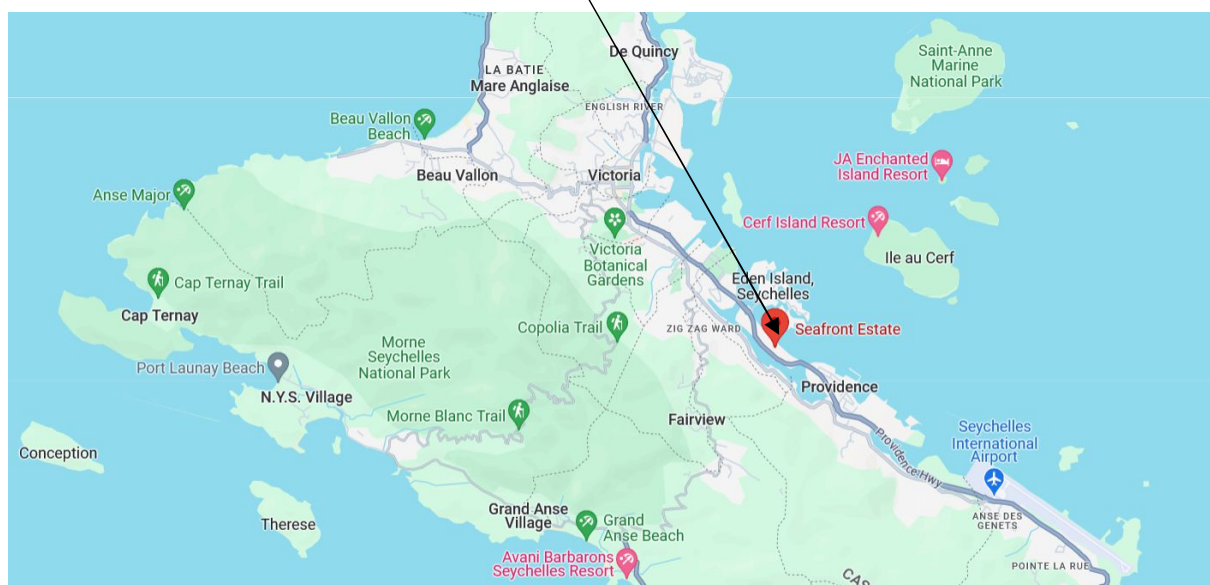 De Quincy
Saint-Anne
Marine
National Park
LA BATIE
Mare Anglaise
ENGLISH RIVER
Beau Vallon
Beach
JA Enchanted
Island Resort
Beau Vallon
Victoria
Anse Major
Cerf Island Resort
Victoria
Botanical
Gardens
Ile au Cerf
Cap Ternay Trail
Eden Island,
Seychelles
Cap Ternay
Copolia Trail
ZIG ZAG WARD
Seafront Estate
Morne
Seychelles
National Park
Port Launay Beach
Providence
N.Y.S. Village
Morne Blanc Trail
Fairview
Seychelles
International
Airport
Providence Hwy
Conception
Grand Anse
Village
Grand
Anse Beach
Therese
ANSE DES
GENETS
Avani Barbarons
Seychelles Resort
POINTE LA RUE
CAS